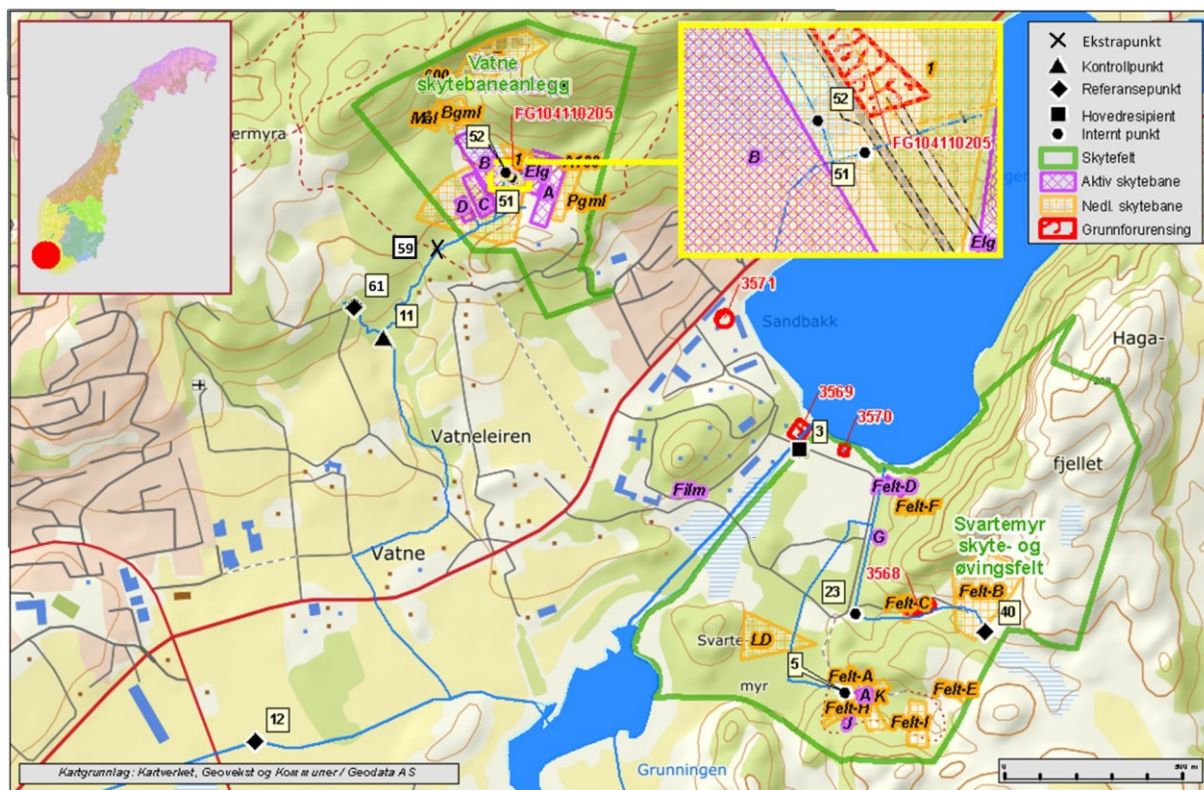 Ekstrapunkt
Kontrollpunkt
Referansepunkt
Hovedresipient
Internt punkt
Skytefelt
Aktiv skytebane
Nedl. skytebane
Grunnforurensing
600
Vatne
skytebaneanlegg
FG104110205
Mål
Bgml
ermyra
52
B
1
Elg
A100
D
C
A
Pgml
51
52
1
FG104110205
B
51
Elg
59
61
11
3571
Sandbakk
Haga-
fjellet
3569
3
3570
Vatneleiren
Film
Felt-D
Felt-F
G
Svartemyr
skyte- og
øvingsfelt
Vatne
3568
23
Felt-C
Felt-B
40
Svarte
LD
myr
5
Felt-A
A
K
Felt-E
Felt-H
J
Felt-I
12
Grunningen
Kartgrunnlag: Kartverket, Geovekst og Kommuner / Geodata AS
0